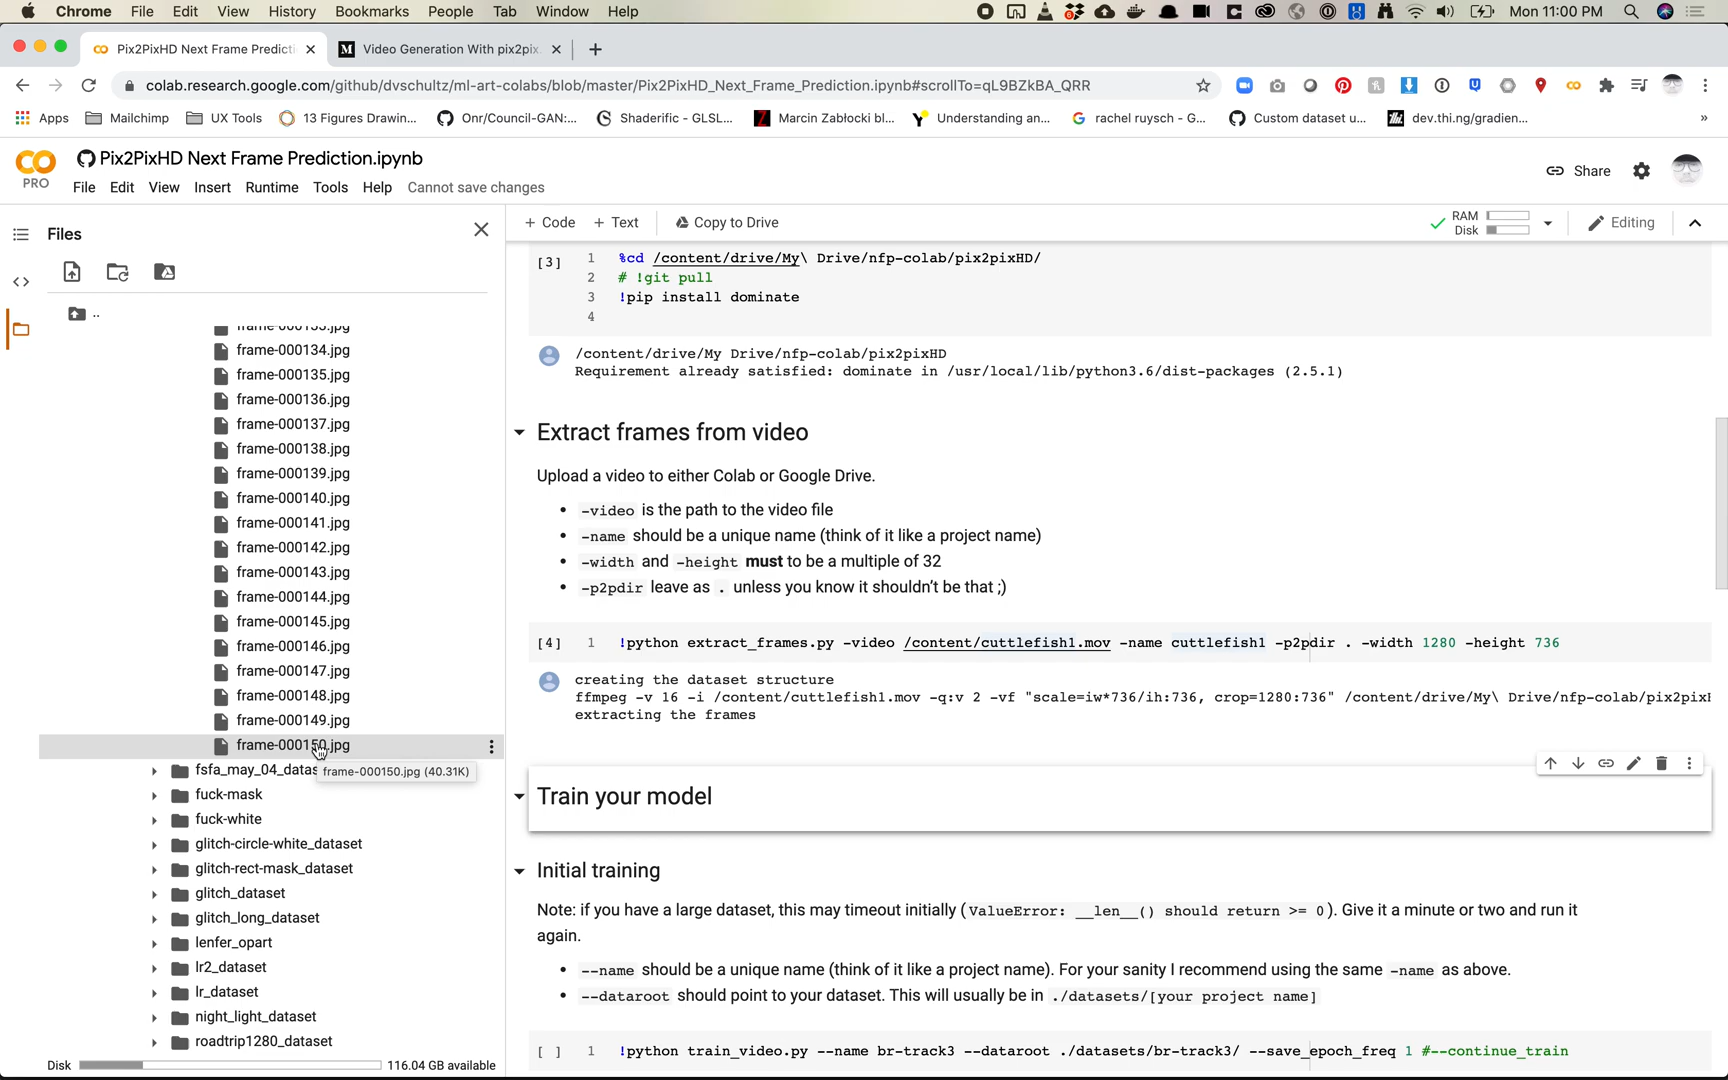 Chrome File Edit View History Bookmarks People Tab Window Help Mon 11:00 PM
Pix2PixHD Next Frame Predicti Video Generation With pix2pix.
colab.research.google.com/github/dvschultz/ml-art-colabs/blob/master/Pix2PixHD_Next_Frame_Prediction.ipynb#scrollTo=qL9BZkBA_QRR
Apps Mailchimp UX Tools 13 Figures Drawin... Onr/Council-GAN:... Shaderific - GLSL... Marcin Zabłocki bl... Understanding an... rachel ruysch - G... Custom dataset u... dev.thi.ng/gradien... »
CO PRO
Pix2PixHD Next Frame Prediction.ipynb
File Edit View Insert Runtime Tools Help Cannot save changes
Share
Files
+ Code + Text Copy to Drive
RAM
Disk
Editing
..
frame-000133.jpg
frame-000134.jpg
frame-000135.jpg
frame-000136.jpg
frame-000137.jpg
frame-000138.jpg
frame-000139.jpg
frame-000140.jpg
frame-000141.jpg
frame-000142.jpg
frame-000143.jpg
frame-000144.jpg
frame-000145.jpg
frame-000146.jpg
frame-000147.jpg
frame-000148.jpg
frame-000149.jpg
frame-000150.jpg
frame-000150.jpg (40.31K)
fsfa_may_04_datas
fuck-mask
fuck-white
glitch-circle-white_dataset
glitch-rect-mask_dataset
glitch_dataset
glitch_long_dataset
lenfer_opart
lr2_dataset
lr_dataset
night_light_dataset
roadtrip1280_dataset
Disk 116.04 GB available
[3] 1 %cd /content/drive/My\ Drive/nfp-colab/pix2pixHD/
2 # !git pull
3 !pip install dominate
4
/content/drive/My Drive/nfp-colab/pix2pixHD
Requirement already satisfied: dominate in /usr/local/lib/python3.6/dist-packages (2.5.1)
Extract frames from video
Upload a video to either Colab or Google Drive.
• -video is the path to the video file
• -name should be a unique name (think of it like a project name)
• -width and -height must to be a multiple of 32
• -p2pdir leave as . unless you know it shouldn't be that ;)
[4] 1 !python extract_frames.py -video /content/cuttlefish1.mov -name cuttlefish1 -p2pdir . -width 1280 -height 736
creating the dataset structure
ffmpeg -v 16 -i /content/cuttlefish1.mov -q:v 2 -vf "scale=iw*736/ih:736, crop=1280:736" /content/drive/My\ Drive/nfp-colab/pix2pixH
extracting the frames
Train your model
Initial training
Note: if you have a large dataset, this may timeout initially (ValueError: __len__() should return >= 0). Give it a minute or two and run it
again.
• --name should be a unique name (think of it like a project name). For your sanity I recommend using the same -name as above.
• --dataroot should point to your dataset. This will usually be in ./datasets/[your project name]
[ ] 1 !python train_video.py --name br-track3 --dataroot ./datasets/br-track3/ --save_epoch_freq 1 #--continue_train